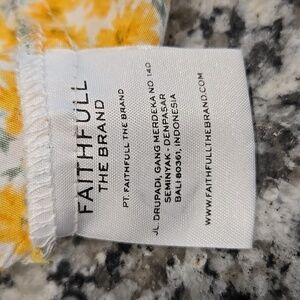 FAITHFULL
THE BRAND
PT. FAITHFULL THE BRAND
JL. DRUPADI, GANG MERDEKA NO. 14D
SEMINYAK - DENPASAR
BALI 80361, INDONESIA
WWW.FAITHFULLTHEBRAND.COM